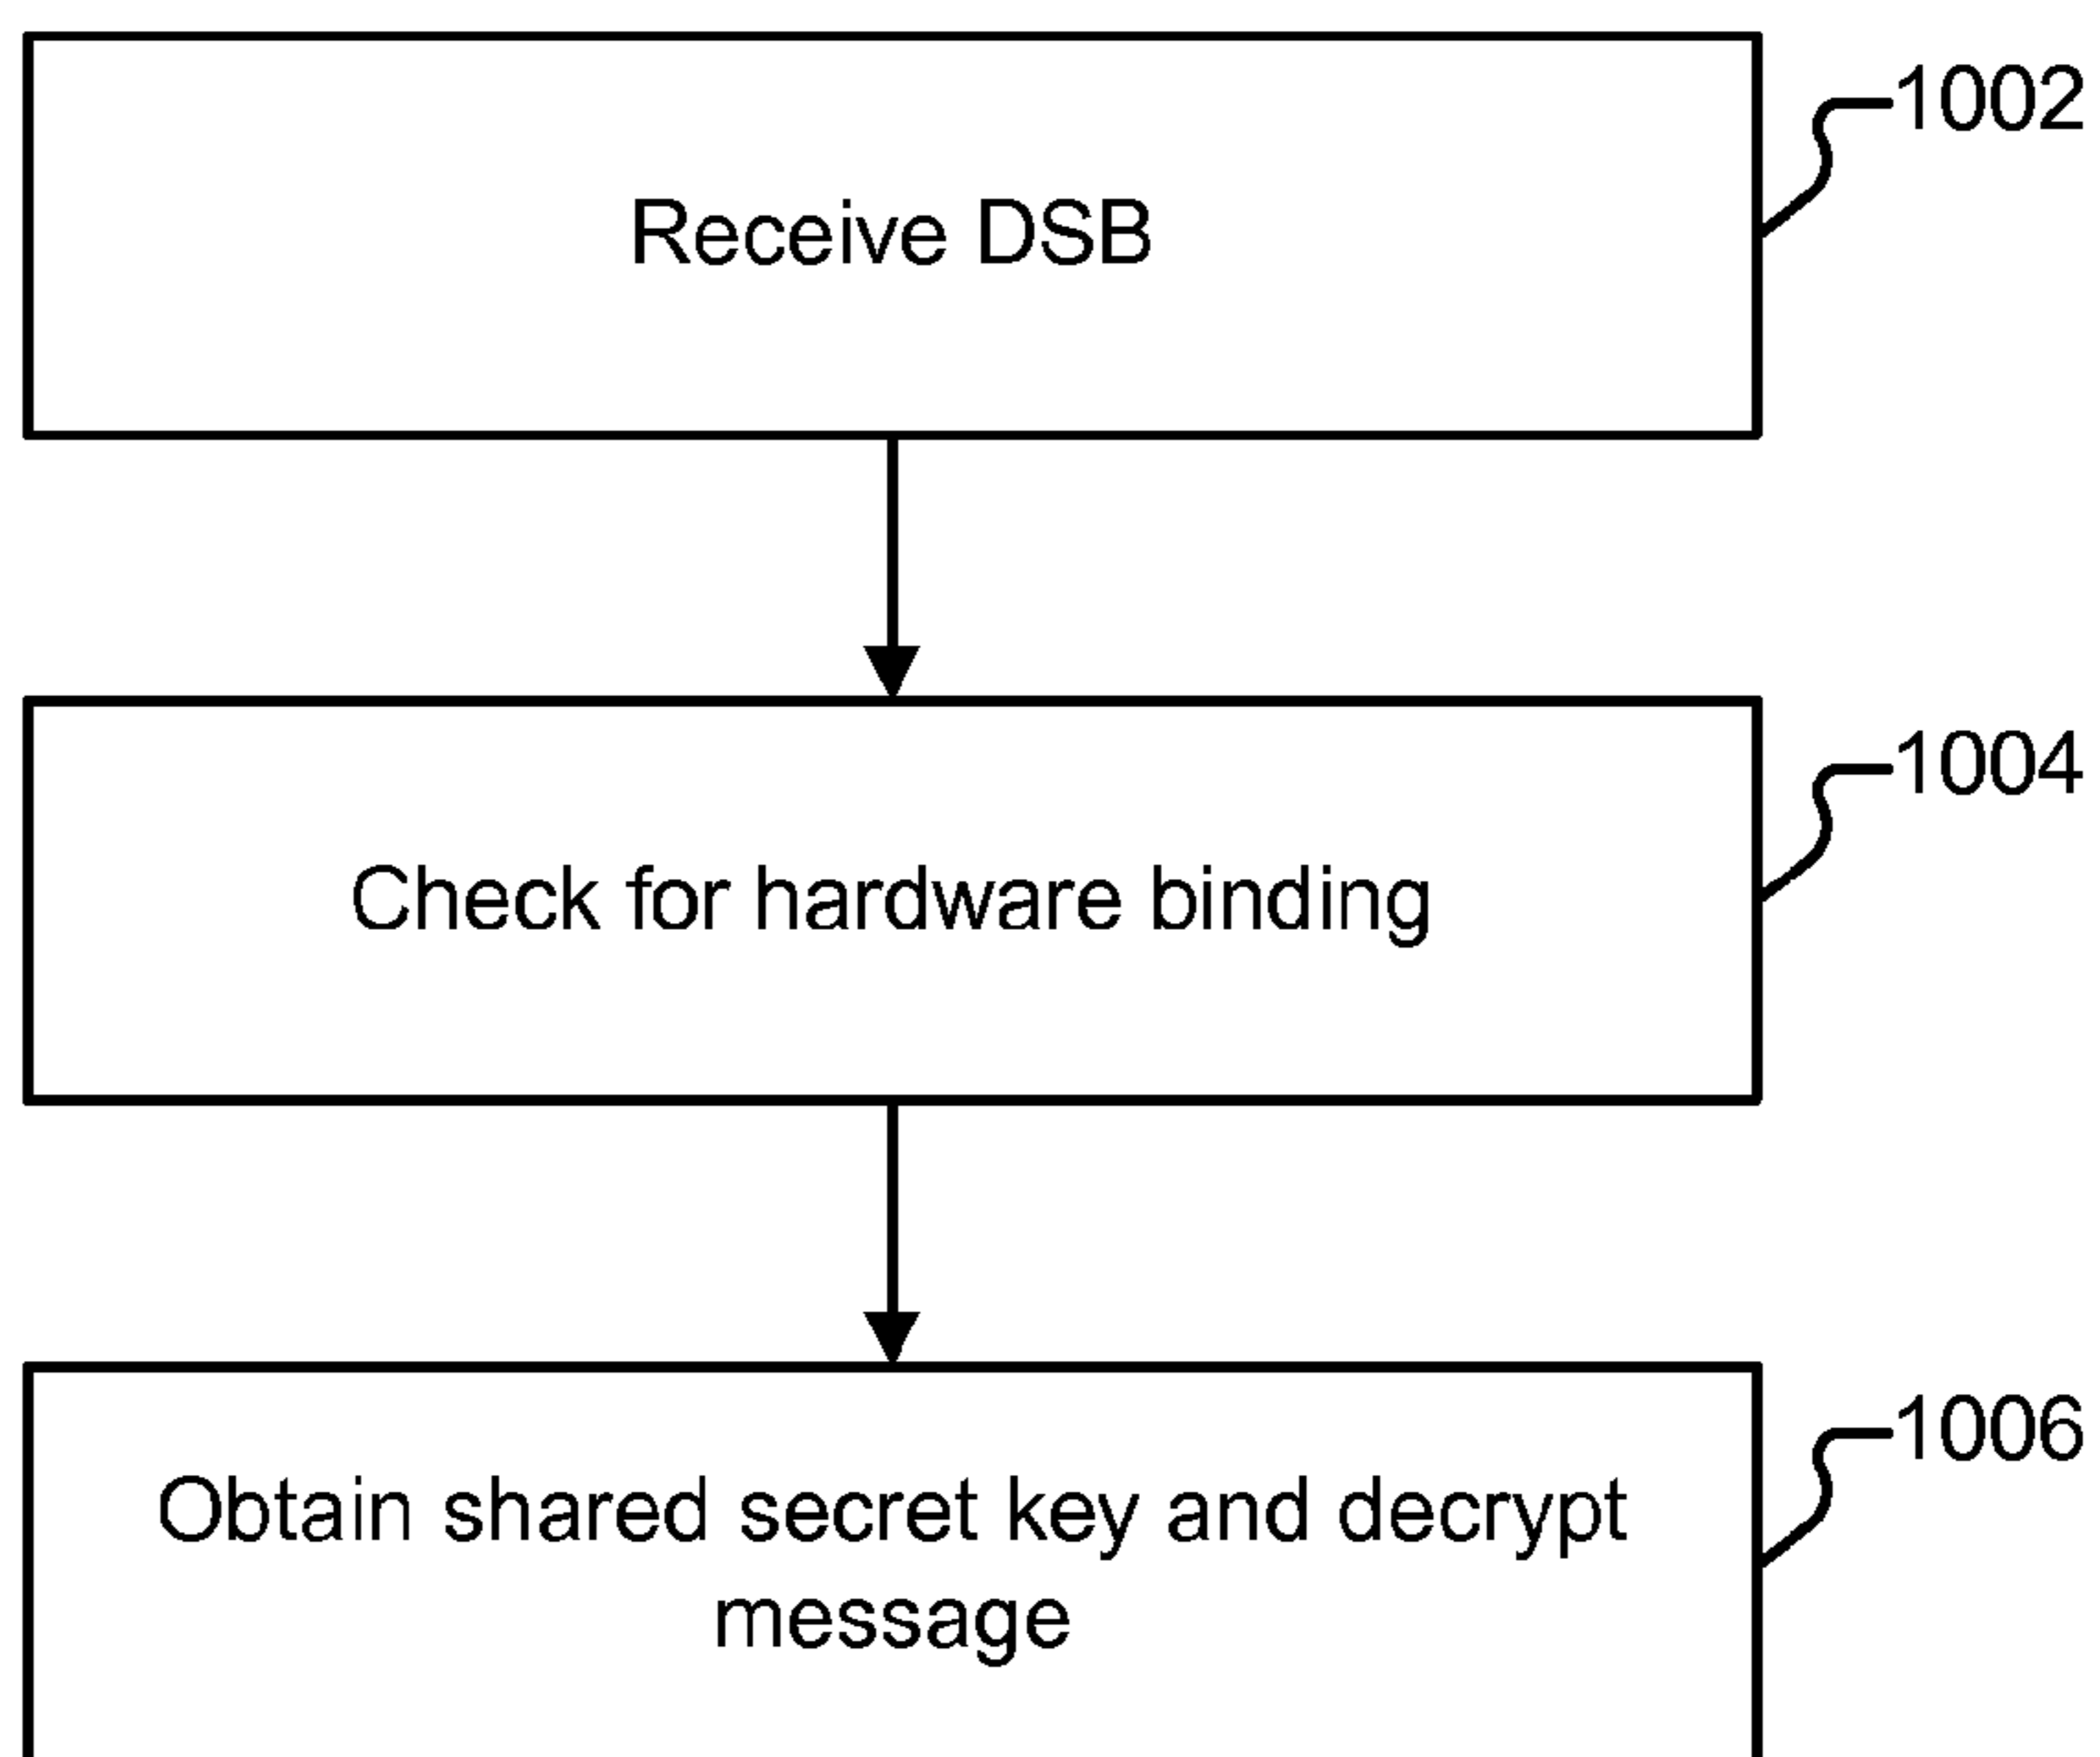 1002
Receive DSB
1004
Check for hardware binding
1006
Obtain shared secret key and decrypt
message